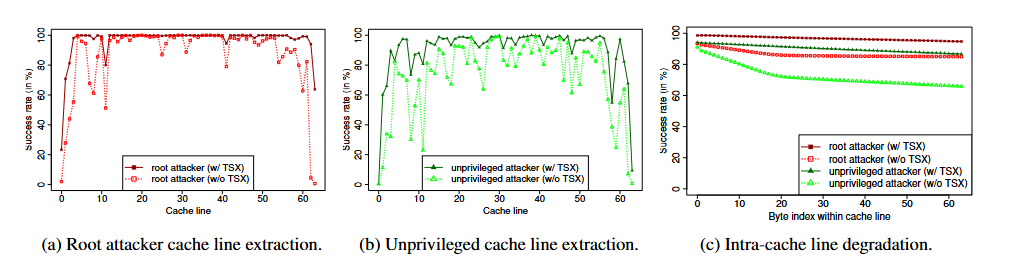 100
80
60
40
20
0
Success rate (in %)
root attacker (w/ TSX)
root attacker (w/o TSX)
0 10 20 30 40 50 60
Cache line
(a) Root attacker cache line extraction.
100
80
60
40
20
0
Success rate (in %)
unprivileged attacker (w/ TSX)
unprivileged attacker (w/o TSX)
0 10 20 30 40 50 60
Cache line
(b) Unprivileged cache line extraction.
100
80
60
40
20
0
Success rate (in %)
root attacker (w/ TSX)
root attacker (w/o TSX)
unprivileged attacker (w/ TSX)
unprivileged attacker (w/o TSX)
0 10 20 30 40 50 60
Byte index within cache line
(c) Intra-cache line degradation.